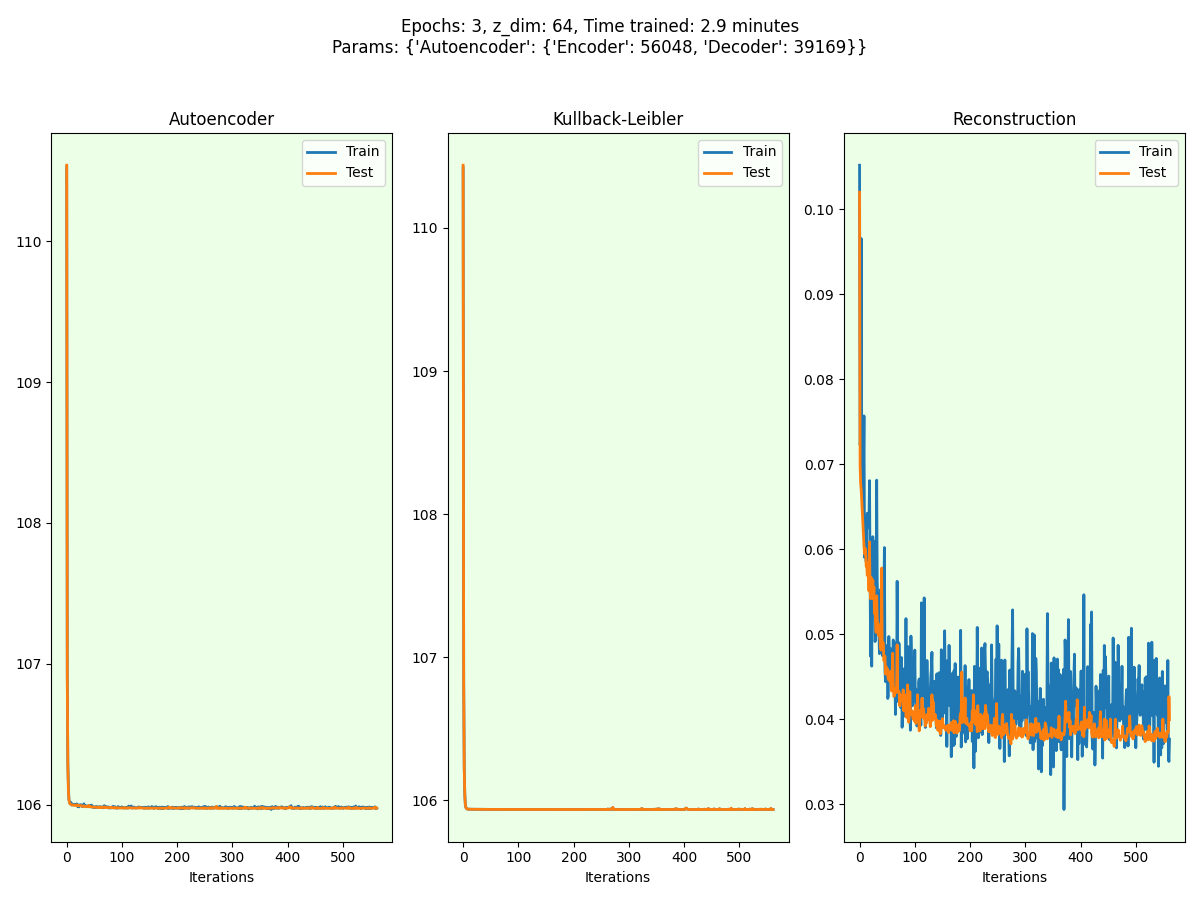 Epochs: 3, z_dim: 64, Time trained: 2.9 minutes
Params: {'Autoencoder': {'Encoder': 56048, 'Decoder': 39169}}
Autoencoder
Train
Test
110
109
108
107
106
0 100 200 300 400 500
Iterations
Kullback-Leibler
Train
Test
110
109
108
107
106
0 100 200 300 400 500
Iterations
Reconstruction
Train
Test
0.10
0.09
0.08
0.07
0.06
0.05
0.04
0.03
0 100 200 300 400 500
Iterations